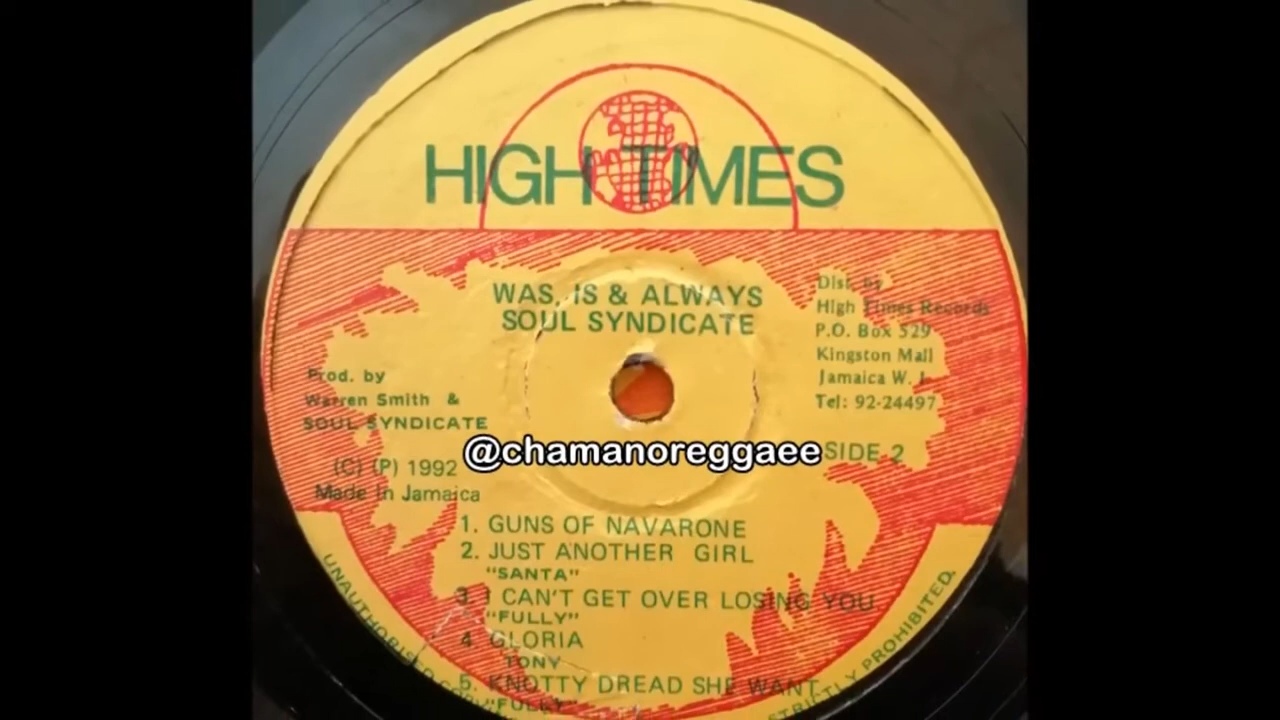 HIGH TIMES
WAS, IS & ALWAYS
SOUL SYNDICATE
Dist. by
High Times Records
P.O. Box 529
Kingston Mall
Jamaica W. I.
Tel: 92-24497
Prod. by
Warren Smith &
SOUL SYNDICATE
@chamanoreggaee
SIDE 2
(C) (P) 1992
Made in Jamaica
1. GUNS OF NAVARONE
2. JUST ANOTHER GIRL
"SANTA"
3. I CAN'T GET OVER LOSING YOU
"FULLY"
4. GLORIA
TONY
5. KNOTTY DREAD SHE WANT
"FULLY"
UNAUTHORISED
STRICTLY PROHIBITED.